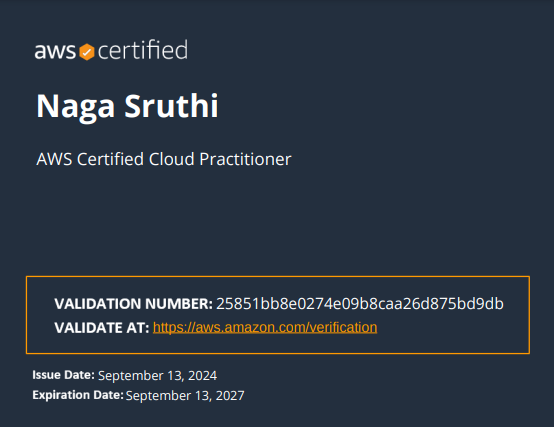 aws certified
Naga Sruthi
AWS Certified Cloud Practitioner
VALIDATION NUMBER: 25851bb8e0274e09b8caa26d875bd9db
VALIDATE AT: https://aws.amazon.com/verification
Issue Date: September 13, 2024
Expiration Date: September 13, 2027